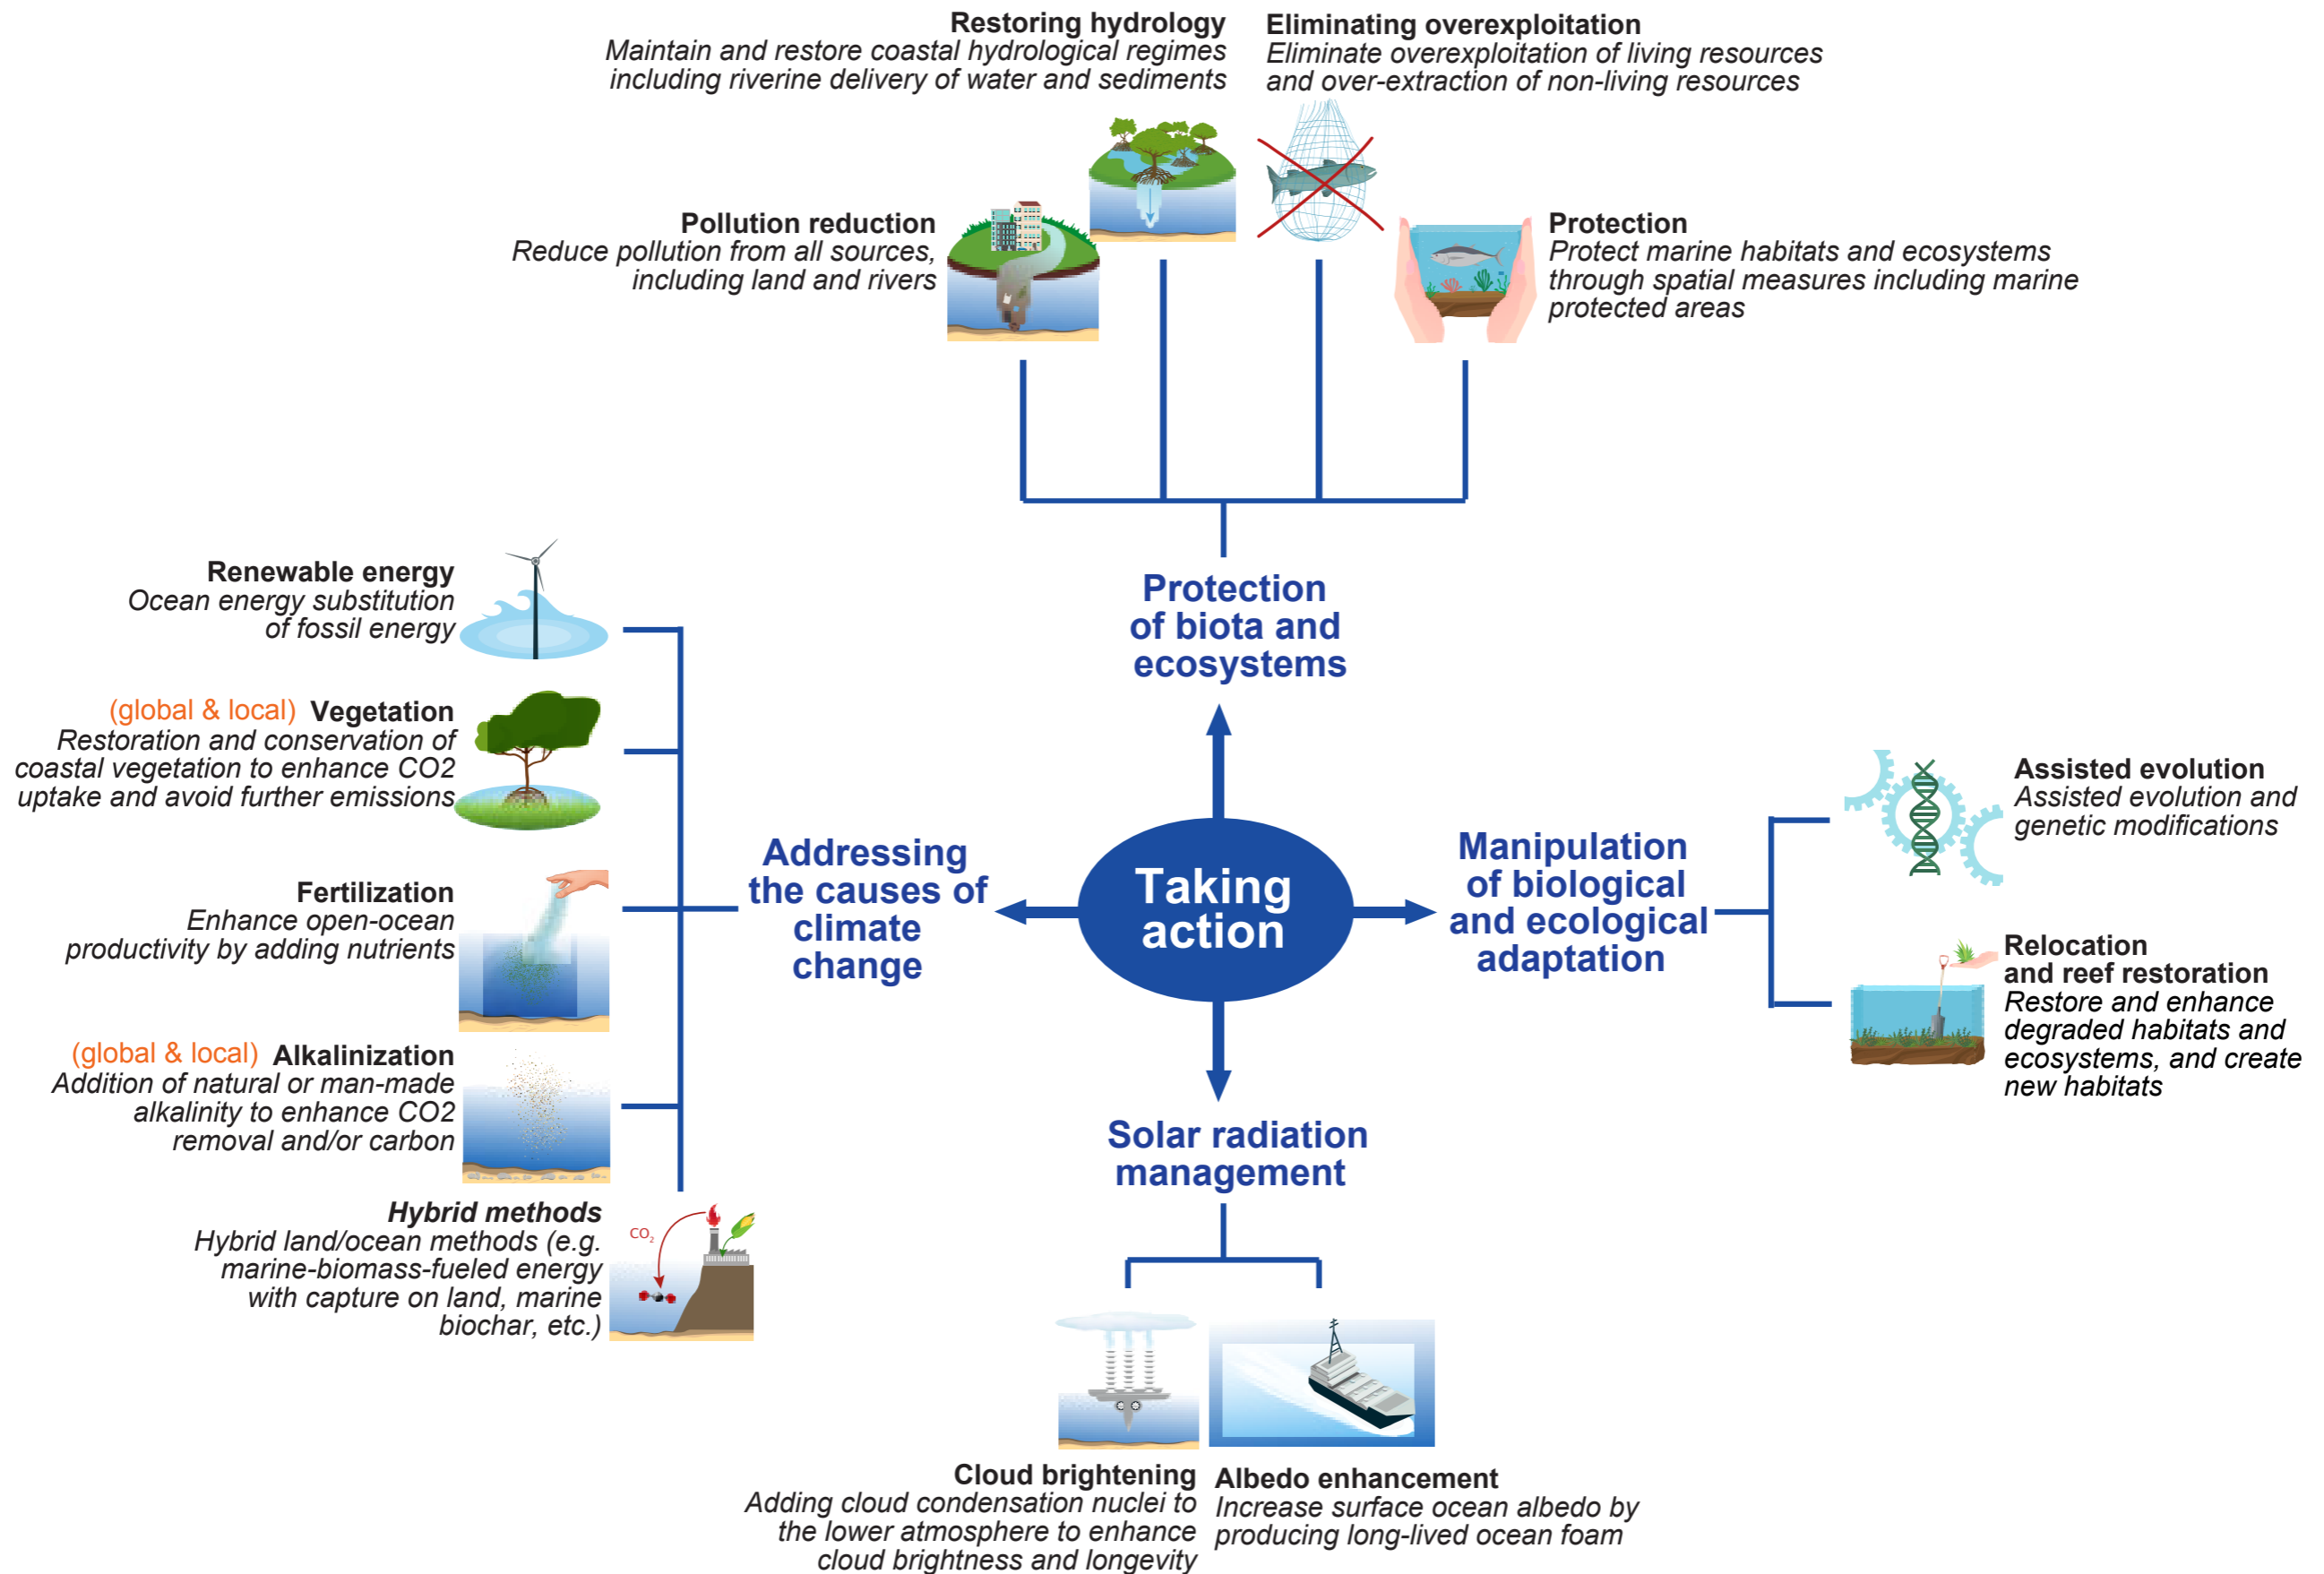 Restoring hydrology
Maintain and restore coastal hydrological regimes
including riverine delivery of water and sediments
Eliminating overexploitation
Eliminate overexploitation of living resources
and over-extraction of non-living resources
Pollution reduction
Reduce pollution from all sources,
including land and rivers
Protection
Protect marine habitats and ecosystems
through spatial measures including marine
protected areas
Protection
of biota and
ecosystems
Renewable energy
Ocean energy substitution
of fossil energy
(global & local) Vegetation
Restoration and conservation of
coastal vegetation to enhance CO2
uptake and avoid further emissions
Fertilization
Enhance open-ocean
productivity by adding nutrients
(global & local) Alkalinization
Addition of natural or man-made
alkalinity to enhance CO2
removal and/or carbon
Hybrid methods
Hybrid land/ocean methods (e.g.
marine-biomass-fueled energy
with capture on land, marine
biochar, etc.)
CO2
Addressing
the causes of
climate
change
Taking
action
Manipulation
of biological
and ecological
adaptation
Assisted evolution
Assisted evolution and
genetic modifications
Relocation
and reef restoration
Restore and enhance
degraded habitats and
ecosystems, and create
new habitats
Solar radiation
management
Cloud brightening
Adding cloud condensation nuclei to
the lower atmosphere to enhance
cloud brightness and longevity
Albedo enhancement
Increase surface ocean albedo by
producing long-lived ocean foam